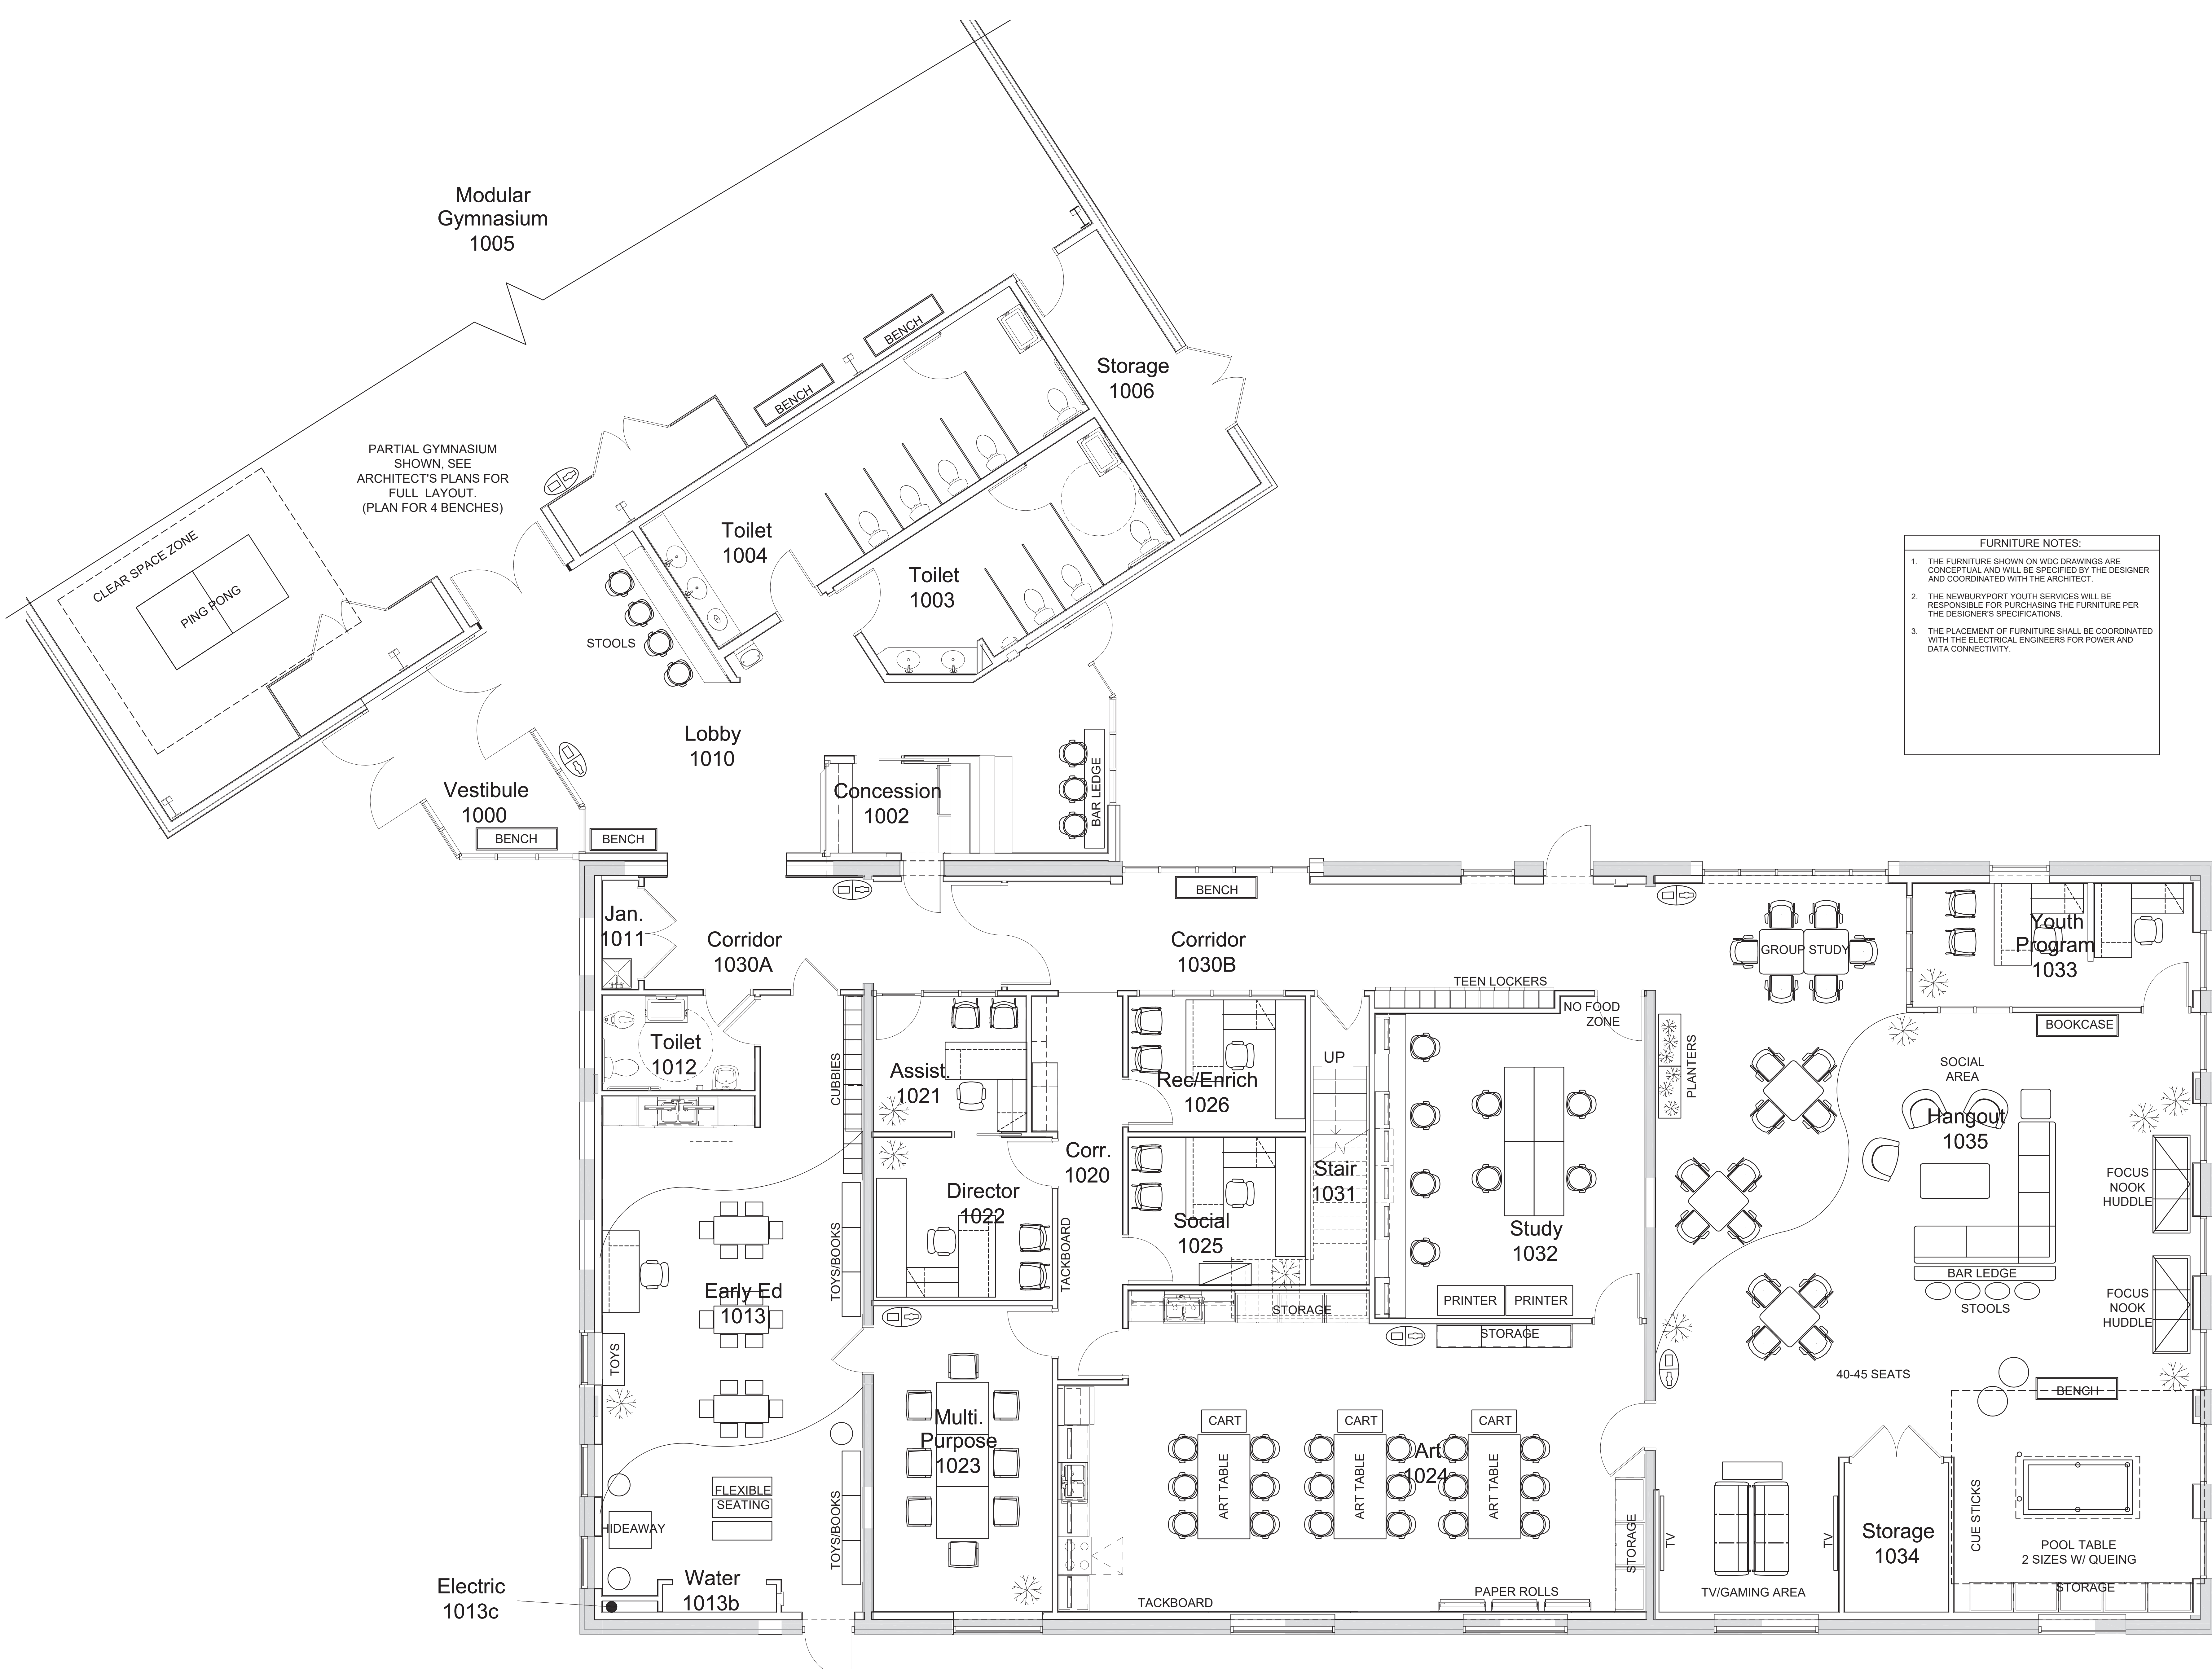 Modular
Gymnasium
1005
BENCH
BENCH
Storage
1006
PARTIAL GYMNASIUM
SHOWN, SEE
ARCHITECT'S PLANS FOR
FULL LAYOUT.
(PLAN FOR 4 BENCHES)
CLEAR SPACE ZONE
PING PONG
Toilet
1004
Toilet
1003
STOOLS
FURNITURE NOTES:
1. THE FURNITURE SHOWN ON WDC DRAWINGS ARE
CONCEPTUAL AND WILL BE SPECIFIED BY THE DESIGNER
AND COORDINATED WITH THE ARCHITECT.
2. THE NEWBURYPORT YOUTH SERVICES WILL BE
RESPONSIBLE FOR PURCHASING THE FURNITURE PER
THE DESIGNER'S SPECIFICATIONS.
3. THE PLACEMENT OF FURNITURE SHALL BE COORDINATED
WITH THE ELECTRICAL ENGINEERS FOR POWER AND
DATA CONNECTIVITY.
Lobby
1010
Vestibule
1000
Concession
1002
BAR LEDGE
BENCH
BENCH
BENCH
Jan.
1011
Corridor
1030A
Corridor
1030B
TEEN LOCKERS
NO FOOD
ZONE
GROUP STUDY
Youth
Program
1033
BOOKCASE
Toilet
1012
CUBBIES
Assist.
1021
Rec/Enrich
1026
UP
PLANTERS
SOCIAL
AREA
Hangout
1035
Corr.
1020
Director
1022
TACKBOARD
Social
1025
Stair
1031
Study
1032
FOCUS
NOOK
HUDDLE
TOYS/BOOKS
Early Ed
1013
STORAGE
PRINTER
PRINTER
STORAGE
BAR LEDGE
STOOLS
FOCUS
NOOK
HUDDLE
TOYS
40-45 SEATS
BENCH
Multi.
Purpose
1023
CART
CART
CART
ART TABLE
ART TABLE
ART TABLE
Art
1024
FLEXIBLE
SEATING
HIDEAWAY
TOYS/BOOKS
STORAGE
TV
TV
Storage
1034
CUE STICKS
POOL TABLE
2 SIZES W/ QUEING
STORAGE
TV/GAMING AREA
Electric
1013c
Water
1013b
TACKBOARD
PAPER ROLLS